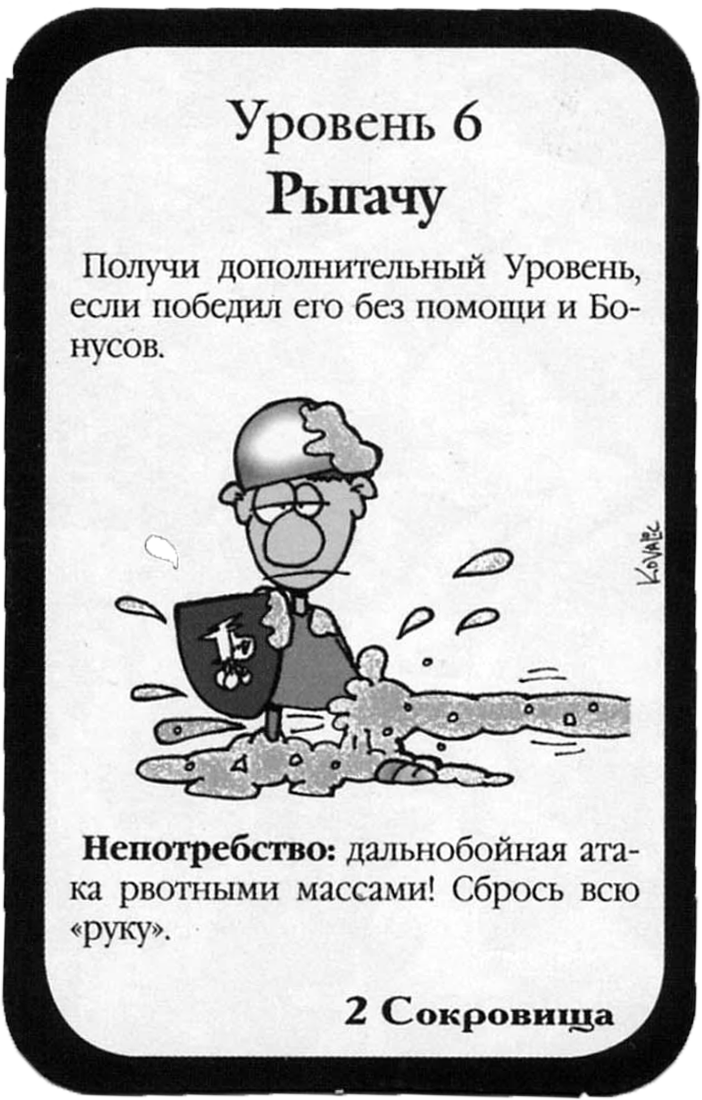 Уровень 6
Рыгачу
Получи дополнительный Уровень,
если победил его без помощи и Бо-
нусов.
KOVALIC
Непотребство: дальнобойная ата-
ка рвотными массами! Сбрось всю
«руку».
2 Сокровища